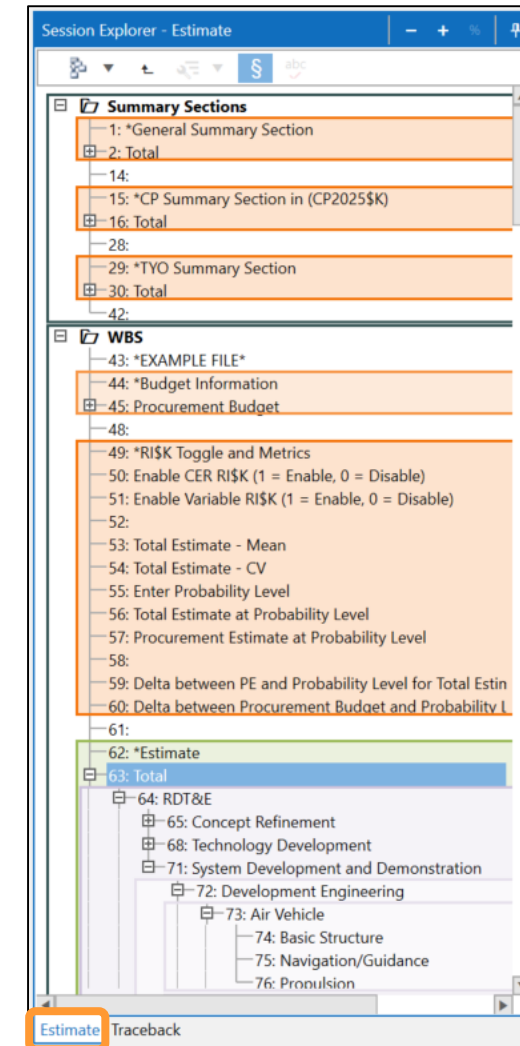 Session Explorer - Estimate
§ abc
Summary Sections
1: *General Summary Section
2: Total
14:
15: *CP Summary Section in (CP2025$K)
16: Total
28:
29: *TYO Summary Section
30: Total
42:
WBS
43: *EXAMPLE FILE*
44: *Budget Information
45: Procurement Budget
48:
49: *RI$K Toggle and Metrics
50: Enable CER RI$K (1 = Enable, 0 = Disable)
51: Enable Variable RI$K (1 = Enable, 0 = Disable)
52:
53: Total Estimate - Mean
54: Total Estimate - CV
55: Enter Probability Level
56: Total Estimate at Probability Level
57: Procurement Estimate at Probability Level
58:
59: Delta between PE and Probability Level for Total Estin
60: Delta between Procurement Budget and Probability L
61:
62: *Estimate
63: Total
64: RDT&E
65: Concept Refinement
68: Technology Development
71: System Development and Demonstration
72: Development Engineering
73: Air Vehicle
74: Basic Structure
75: Navigation/Guidance
76: Propulsion
Estimate Traceback